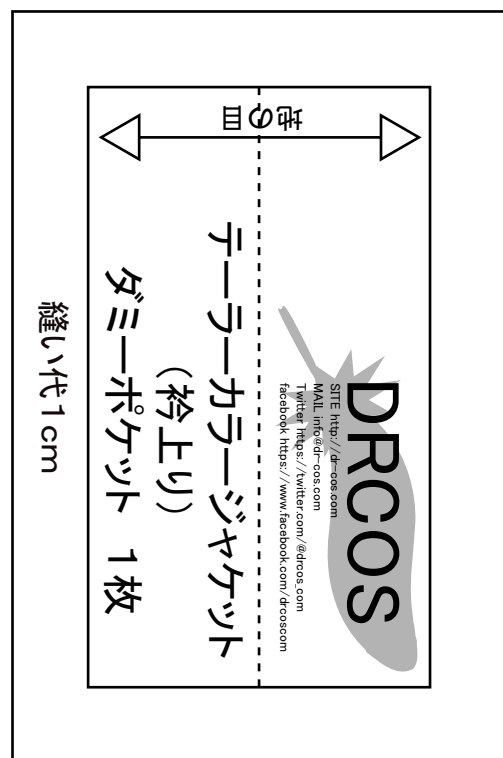 地の目
DRCOS
SITE http://dr-cos.com
MAIL info@dr-cos.com
Twitter https://twitter.com/@drcos_com
facebook https://www.facebook.com/drcoscom
テーラーカラージャケット
（衿上り）
ダミーポケット 1枚
縫い代1cm